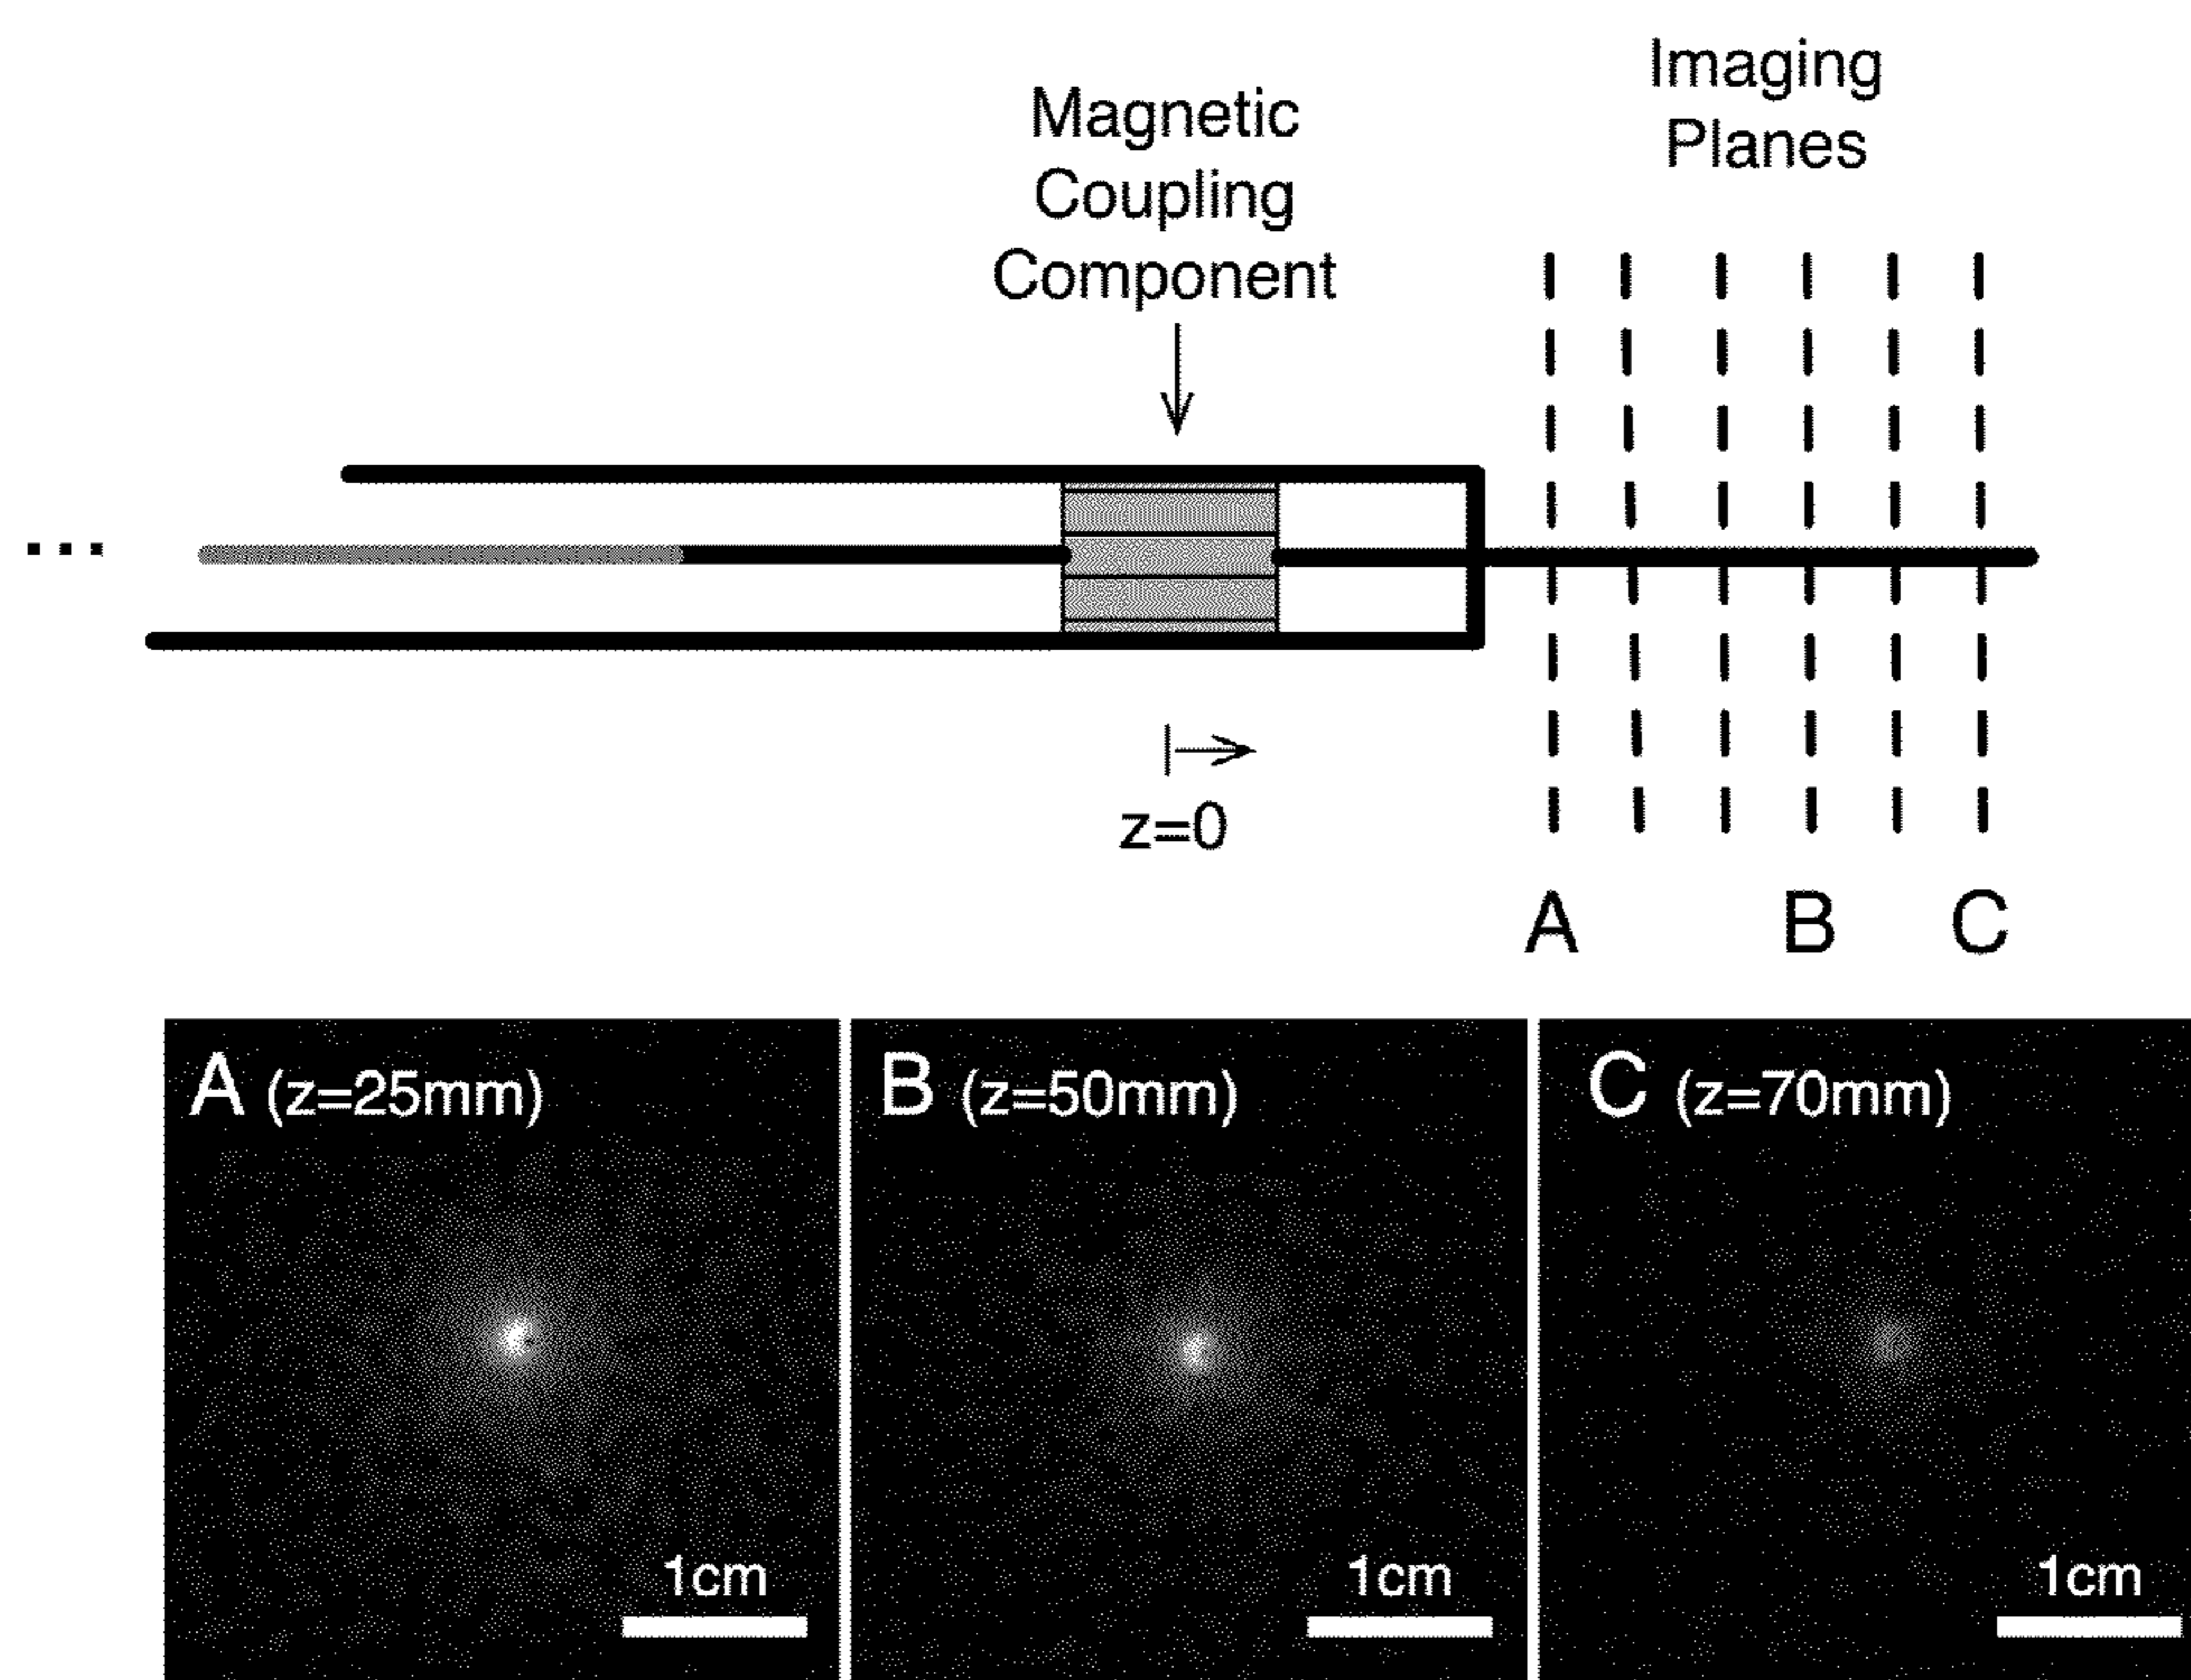 Imaging
Planes
Magnetic
Coupling
Component
...
z=0
A B C
A (z=25mm)
B (z=50mm)
C (z=70mm)
1cm
1cm
1cm